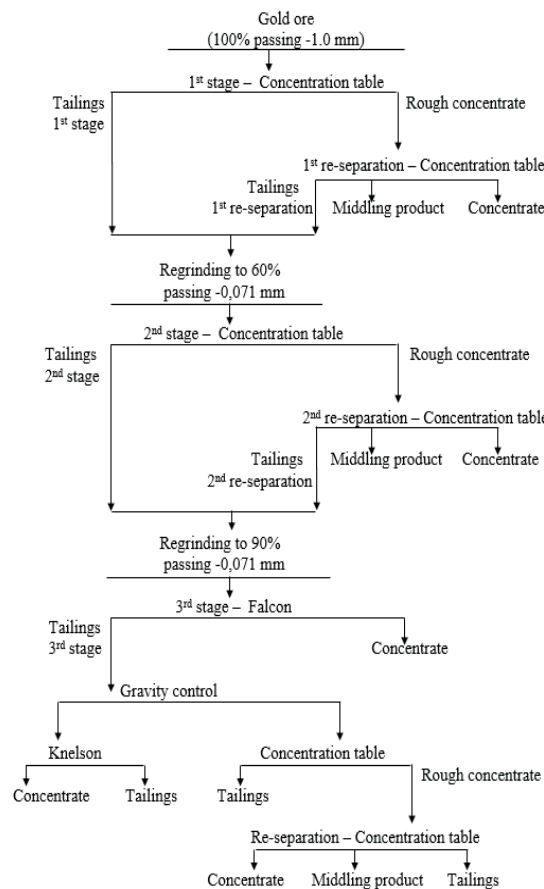 Gold ore
(100% passing -1.0 mm)
1st stage – Concentration table
Tailings
1st stage
Rough concentrate
1st re-separation – Concentration table
Tailings
1st re-separation
Middling product
Concentrate
Regrinding to 60%
passing -0,071 mm
2nd stage – Concentration table
Tailings
2nd stage
Rough concentrate
2nd re-separation – Concentration table
Tailings
2nd re-separation
Middling product
Concentrate
Regrinding to 90%
passing -0,071 mm
3rd stage – Falcon
Tailings
3rd stage
Concentrate
Gravity control
Knelson
Concentration table
Concentrate
Tailings
Tailings
Rough concentrate
Re-separation – Concentration table
Concentrate
Middling product
Tailings